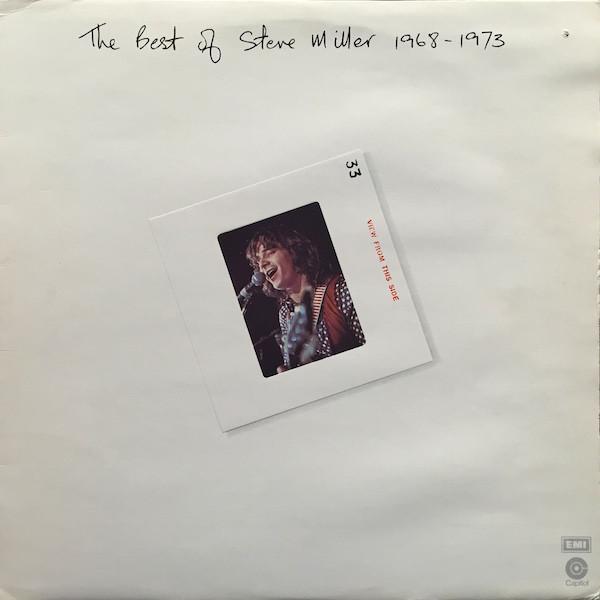 The Best of Steve Miller 1968-1973
33
VIEW FROM THIS SIDE
EMI
Capitol